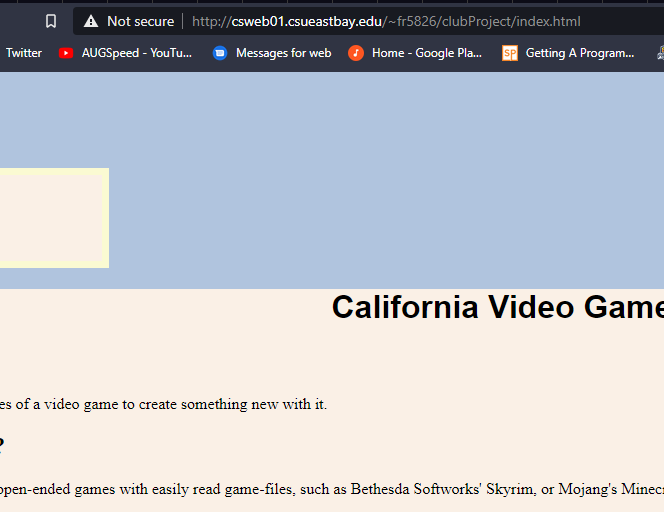 Not secure | http://csweb01.csueastbay.edu/~fr5826/clubProject/index.html
Twitter AUGSpeed - YouTu... Messages for web Home - Google Pla... SP Getting A Program...
California Video Game
es of a video game to create something new with it.
?
open-ended games with easily read game-files, such as Bethesda Softworks' Skyrim, or Mojang's Minec